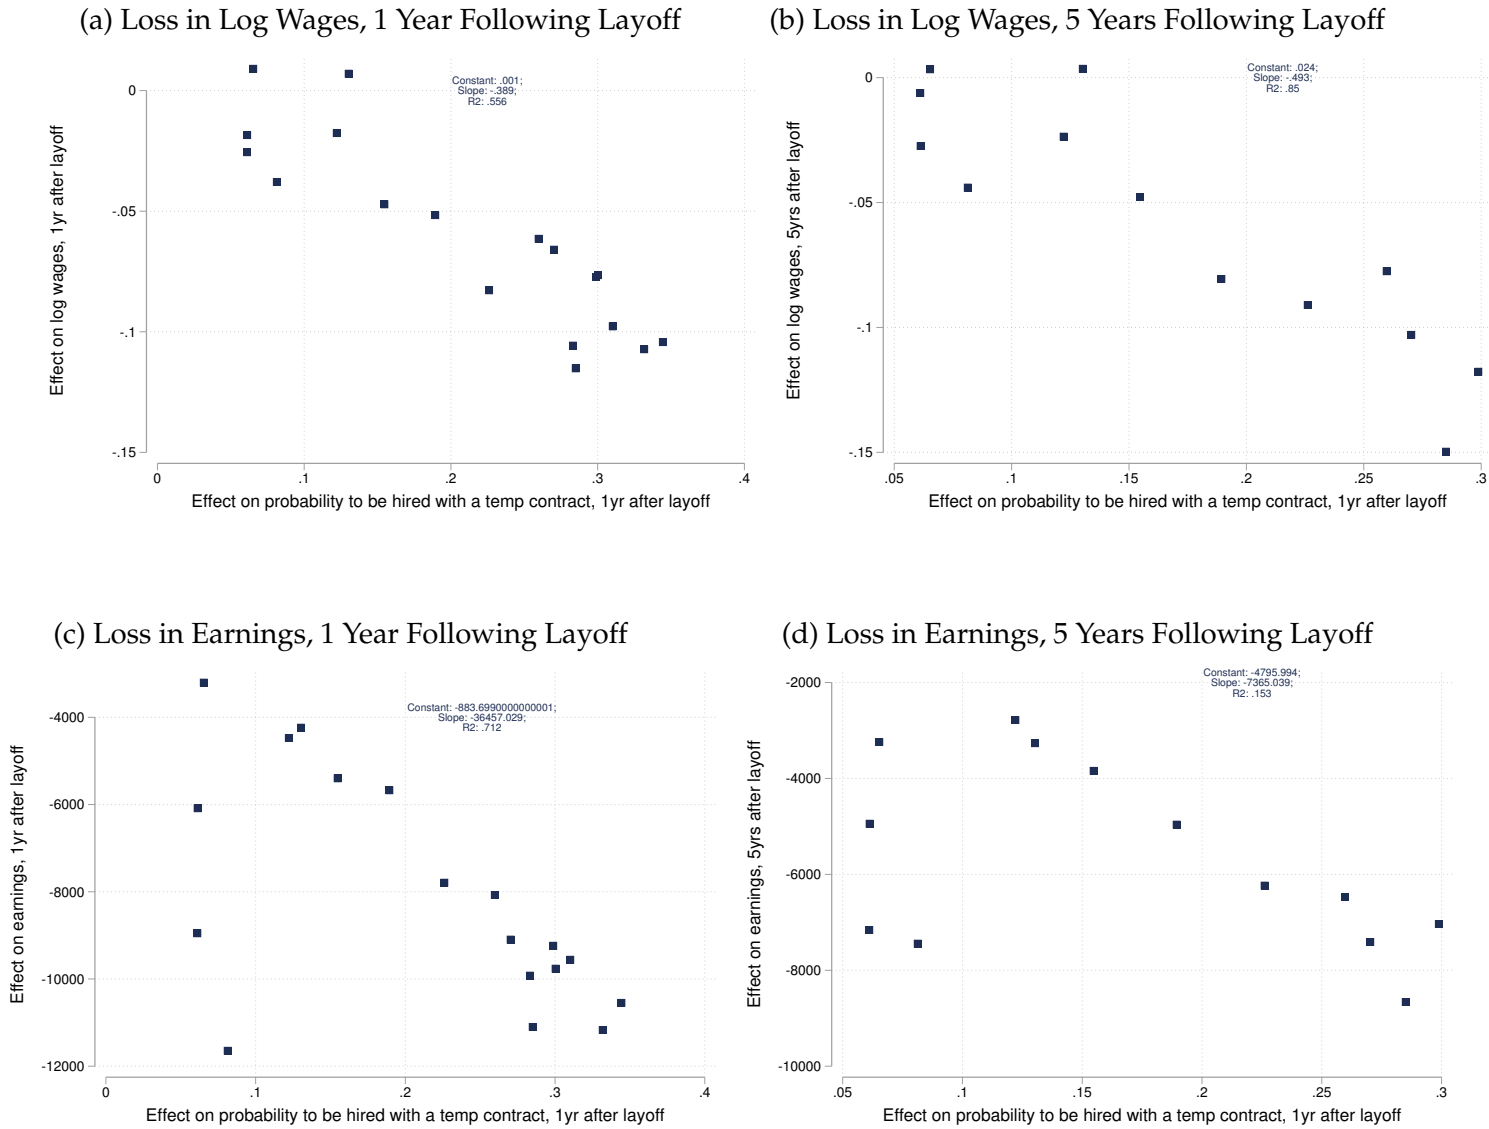 (a) Loss in Log Wages, 1 Year Following Layoff
Constant: .001;
Slope: -.389;
R2: .556
Effect on log wages, 1yr after layoff
0
-.05
-.1
-.15
0 .1 .2 .3 .4
Effect on probability to be hired with a temp contract, 1yr after layoff
(b) Loss in Log Wages, 5 Years Following Layoff
Constant: .024;
Slope: -.493;
R2: .85
Effect on log wages, 5yrs after layoff
0
-.05
-.1
-.15
.05 .1 .15 .2 .25 .3
Effect on probability to be hired with a temp contract, 1yr after layoff
(c) Loss in Earnings, 1 Year Following Layoff
Constant: -883.6990000000001;
Slope: -36457.029;
R2: .712
Effect on earnings, 1yr after layoff
-4000
-6000
-8000
-10000
-12000
0 .1 .2 .3 .4
Effect on probability to be hired with a temp contract, 1yr after layoff
(d) Loss in Earnings, 5 Years Following Layoff
Constant: -4795.994;
Slope: -7365.039;
R2: .153
Effect on earnings, 5yrs after layoff
-2000
-4000
-6000
-8000
-10000
.05 .1 .15 .2 .25 .3
Effect on probability to be hired with a temp contract, 1yr after layoff